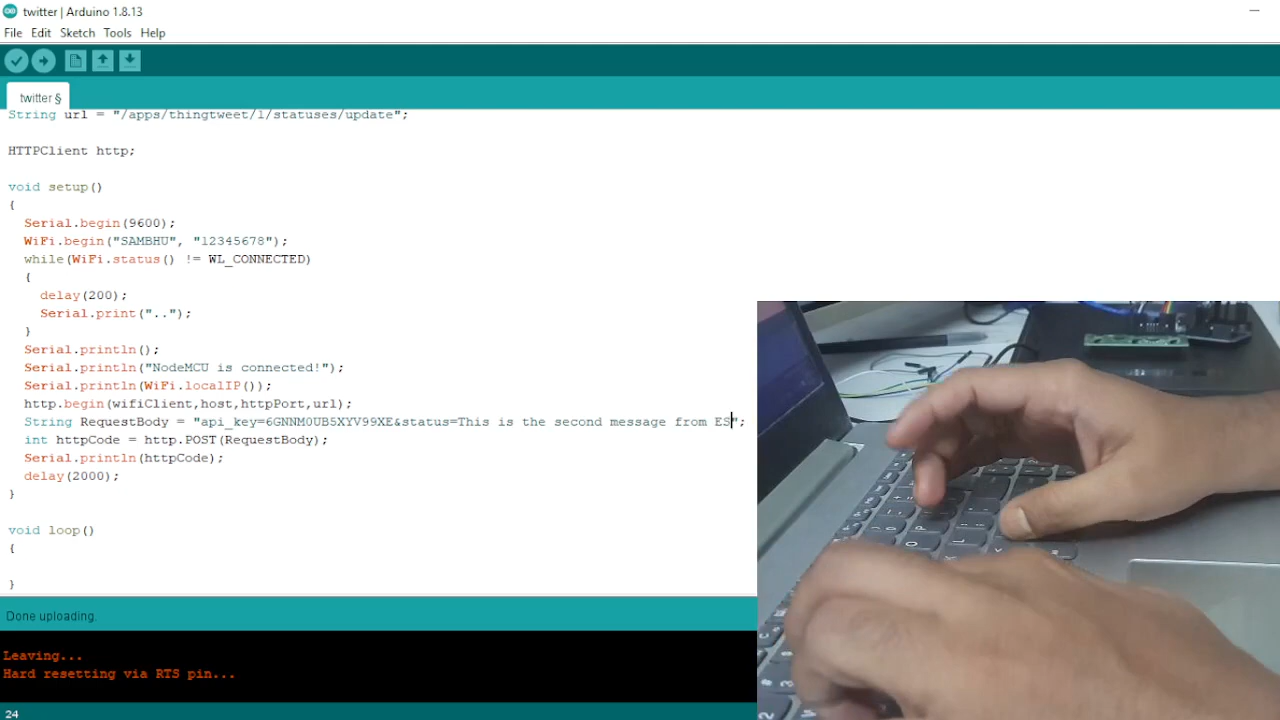 twitter | Arduino 1.8.13
File Edit Sketch Tools Help
twitter §
String url = "/apps/thingtweet/1/statuses/update";
HTTPClient http;
void setup()
{
Serial.begin(9600);
WiFi.begin("SAMBHU", "12345678");
while(WiFi.status() != WL_CONNECTED)
{
delay(200);
Serial.print("..");
}
Serial.println();
Serial.println("NodeMCU is connected!");
Serial.println(WiFi.localIP());
http.begin(wifiClient,host,httpPort,url);
String RequestBody = "api_key=6GNNM0UB5XYV99XE&status=This is the second message from ES";
int httpCode = http.POST(RequestBody);
Serial.println(httpCode);
delay(2000);
}
void loop()
{
}
Done uploading.
Leaving...
Hard resetting via RTS pin...
24